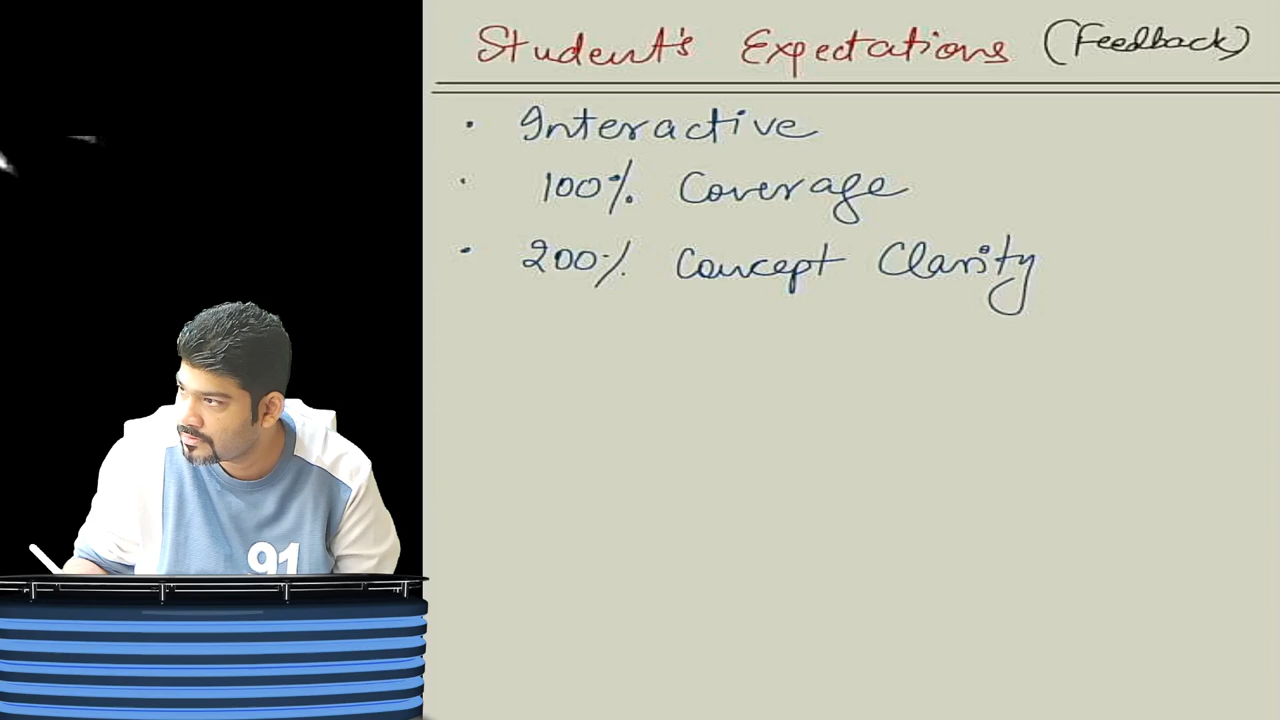 Student's Expectations (Feedback)
• Interactive
• 100% Coverage
• 200% Concept Clarity
91